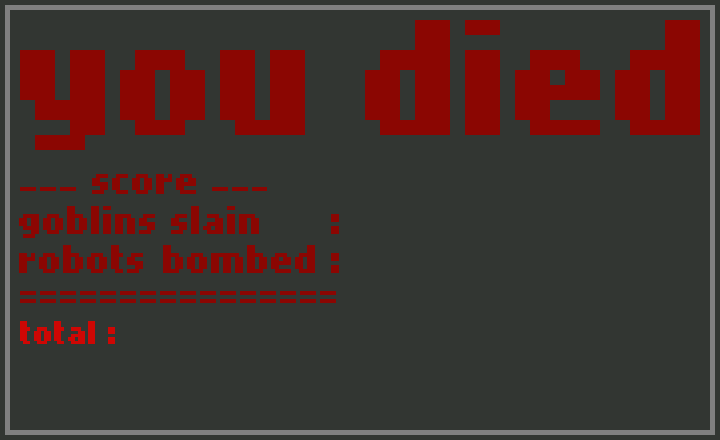 you died
--- score ---
goblins slain :
robots bombed :
================
total :